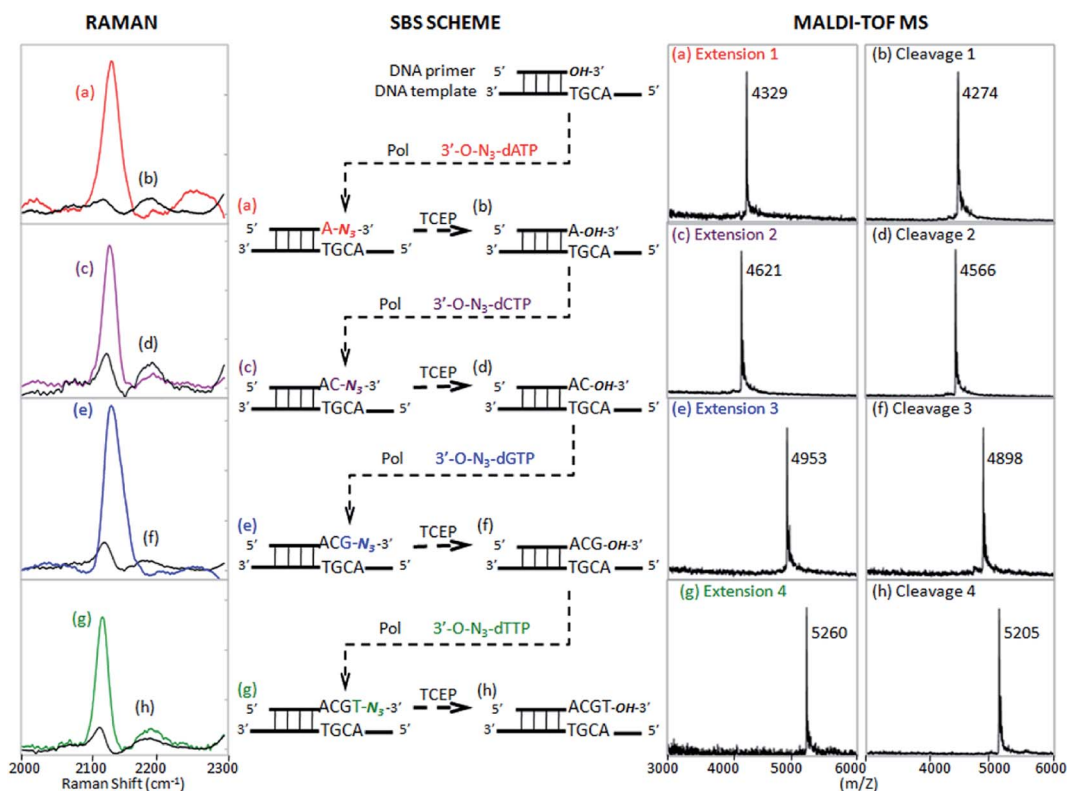 RAMAN
SBS SCHEME
MALDI-TOF MS
(a)
(b)
(c)
(d)
(e)
(f)
(g)
(h)
2000 2100 2200 2300
Raman Shift (cm⁻¹)
5′ OH-3′
DNA primer
DNA template 3′ TGCA 5′
Pol 3′-O-N₃-dATP
(a)
5′ A-N₃-3′
3′ TGCA 5′
TCEP
(b)
5′ A-OH-3′
3′ TGCA 5′
Pol 3′-O-N₃-dCTP
(c)
5′ AC-N₃-3′
3′ TGCA 5′
TCEP
(d)
5′ AC-OH-3′
3′ TGCA 5′
Pol 3′-O-N₃-dGTP
(e)
5′ ACG-N₃-3′
3′ TGCA 5′
TCEP
(f)
5′ ACG-OH-3′
3′ TGCA 5′
Pol 3′-O-N₃-dTTP
(g)
5′ ACGT-N₃-3′
3′ TGCA 5′
TCEP
(h)
5′ ACGT-OH-3′
3′ TGCA 5′
(a) Extension 1
4329
(b) Cleavage 1
4274
(c) Extension 2
4621
(d) Cleavage 2
4566
(e) Extension 3
4953
(f) Cleavage 3
4898
(g) Extension 4
5260
(h) Cleavage 4
5205
3000 4000 5000 6000 4000 5000 6000
(m/Z)